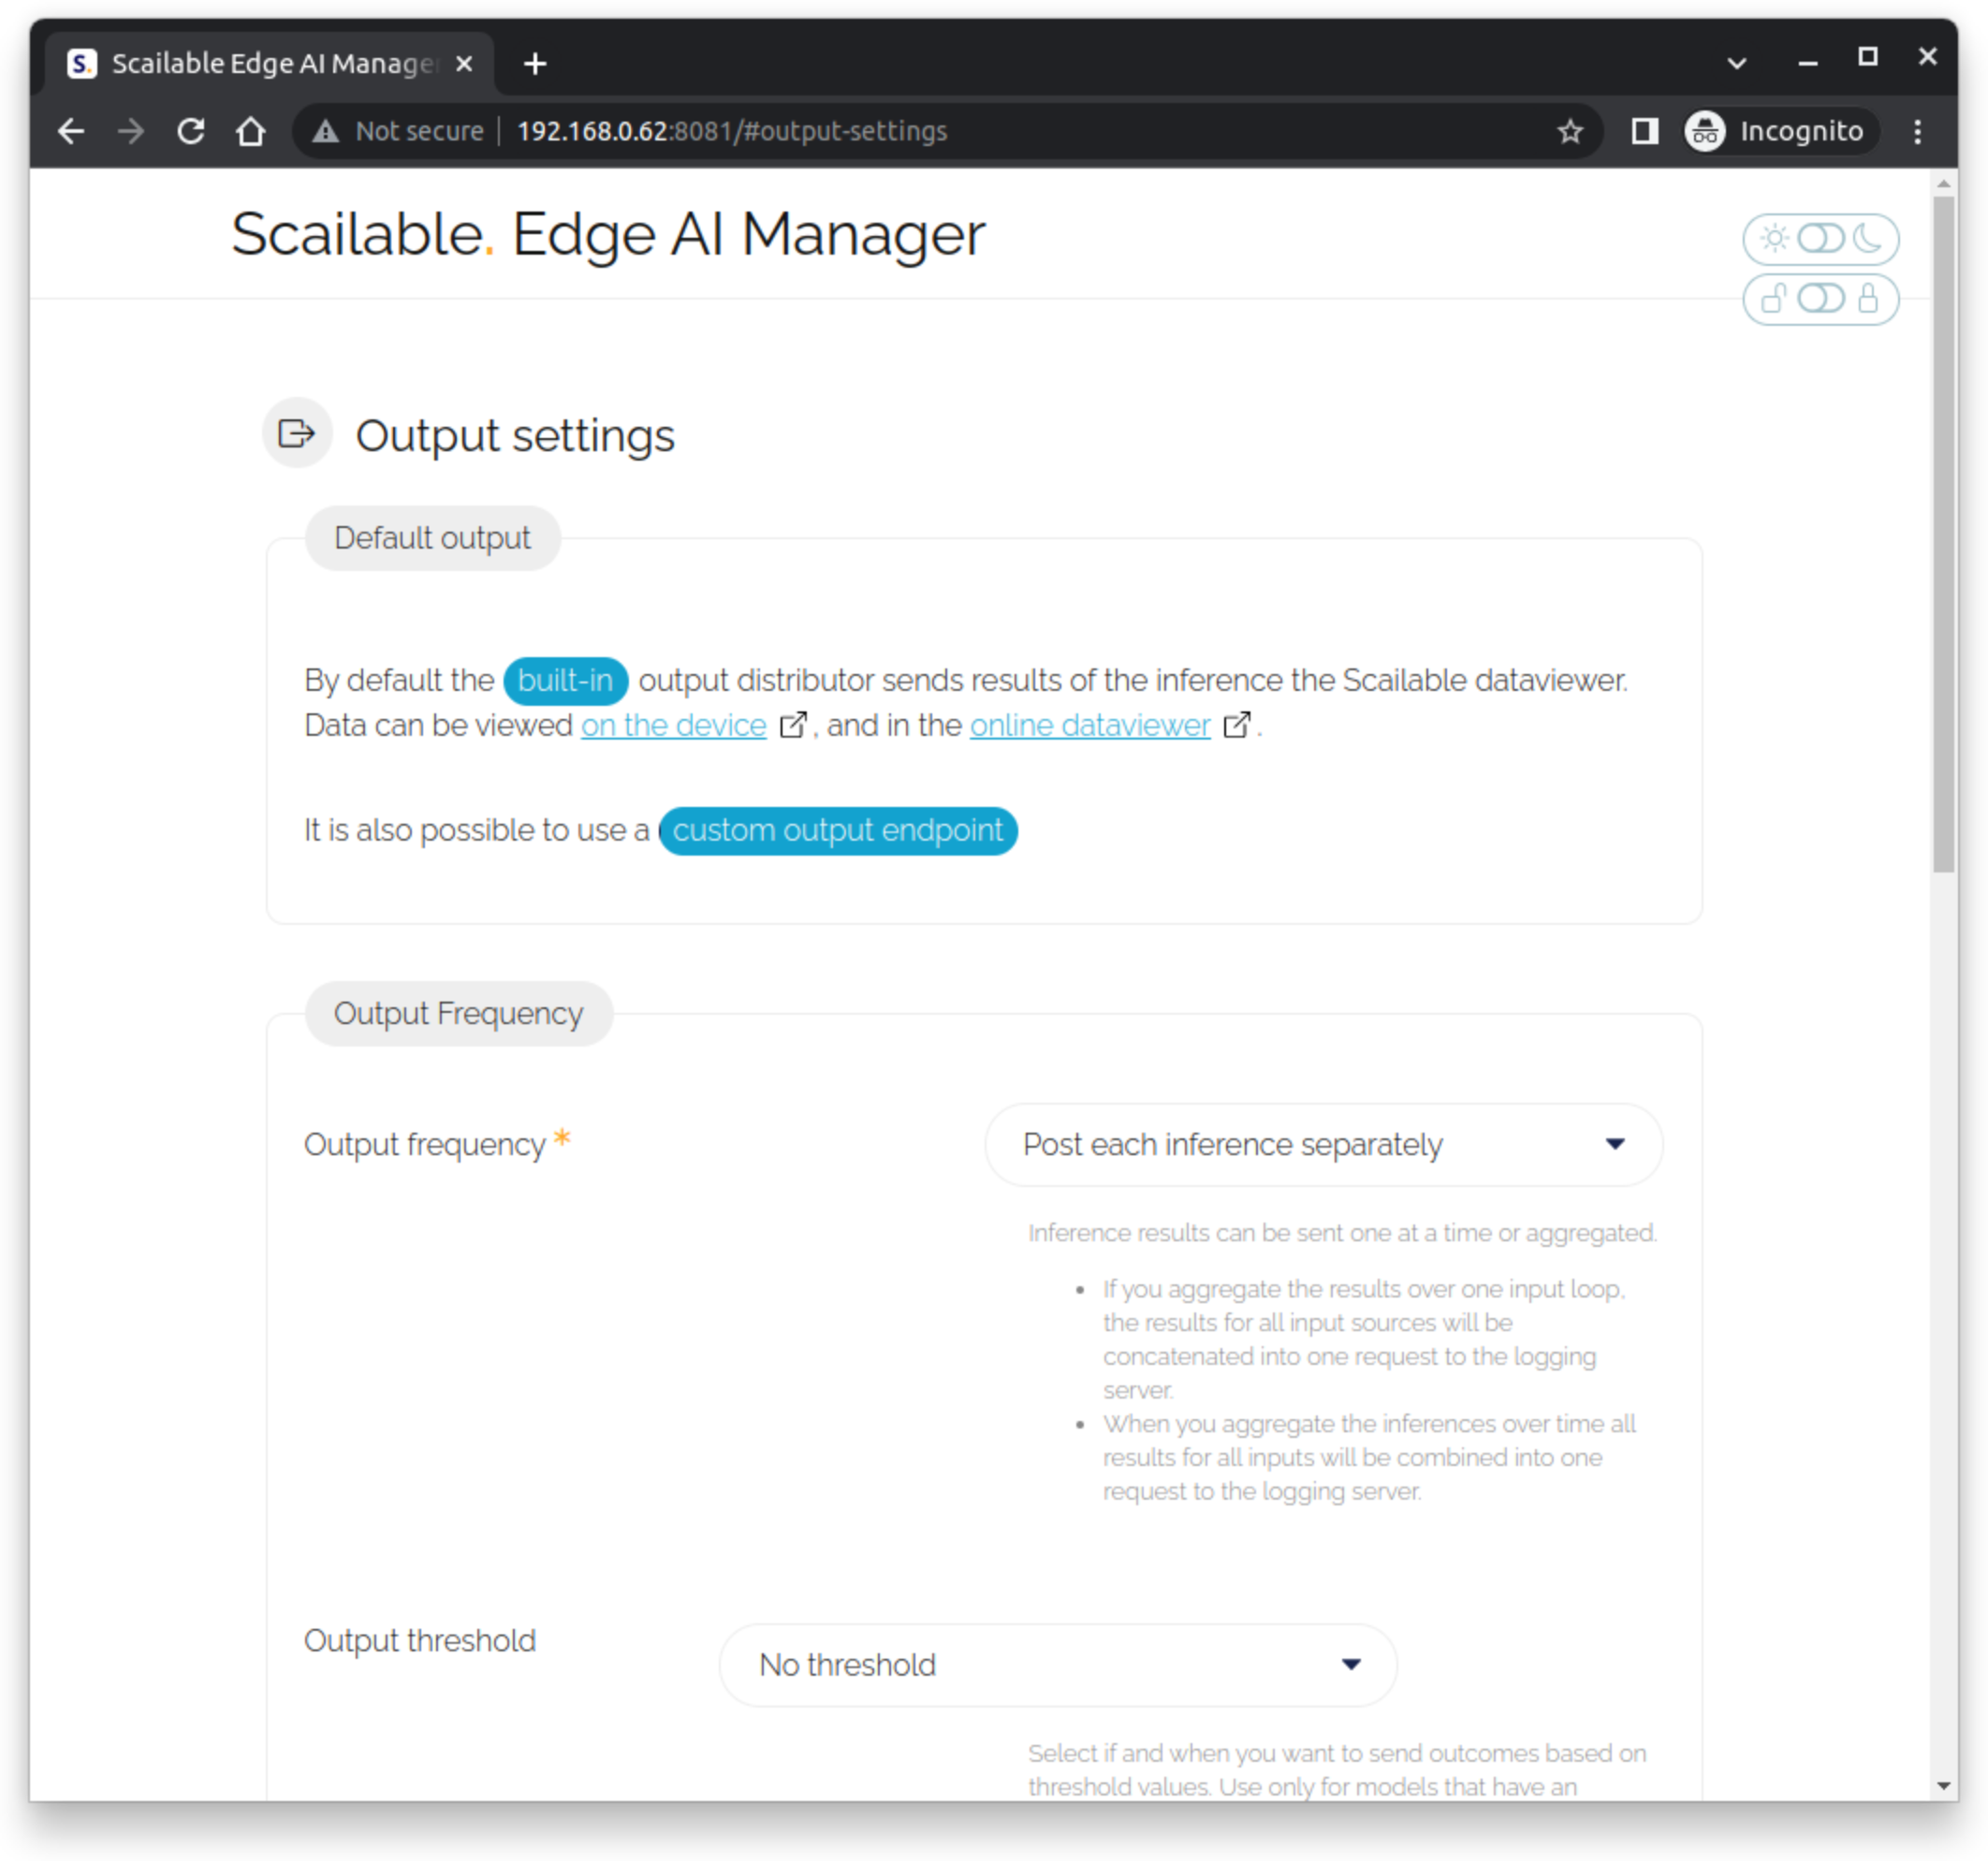 S. Scailable Edge AI Manager
Not secure 192.168.0.62:8081/#output-settings Incognito
Scailable. Edge AI Manager
Output settings
Default output
By default the built-in output distributor sends results of the inference the Scailable dataviewer.
Data can be viewed on the device , and in the online dataviewer .
It is also possible to use a custom output endpoint
Output Frequency
Output frequency * Post each inference separately
Inference results can be sent one at a time or aggregated.
• If you aggregate the results over one input loop,
the results for all input sources will be
concatenated into one request to the logging
server.
• When you aggregate the inferences over time all
results for all inputs will be combined into one
request to the logging server.
Output threshold No threshold
Select if and when you want to send outcomes based on
threshold values. Use only for models that have an